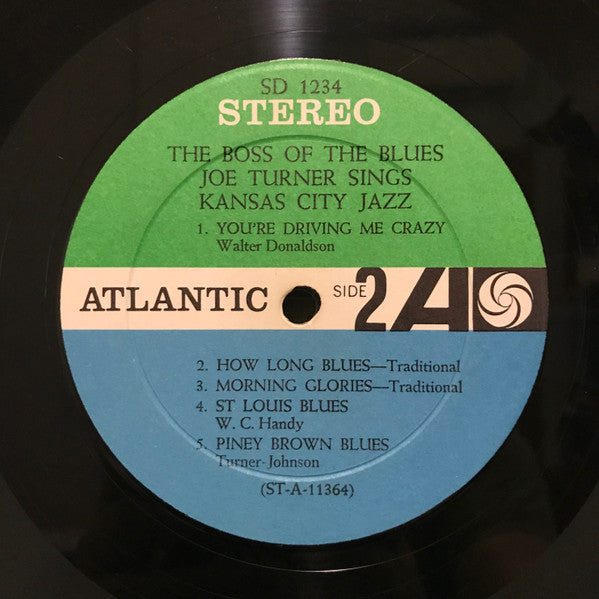 SD 1234
STEREO
THE BOSS OF THE BLUES
JOE TURNER SINGS
KANSAS CITY JAZZ
1. YOU'RE DRIVING ME CRAZY
Walter Donaldson
ATLANTIC SIDE 2 A
2. HOW LONG BLUES—Traditional
3. MORNING GLORIES—Traditional
4. ST LOUIS BLUES
W. C. Handy
5. PINEY BROWN BLUES
Turner-Johnson
(ST-A-11364)